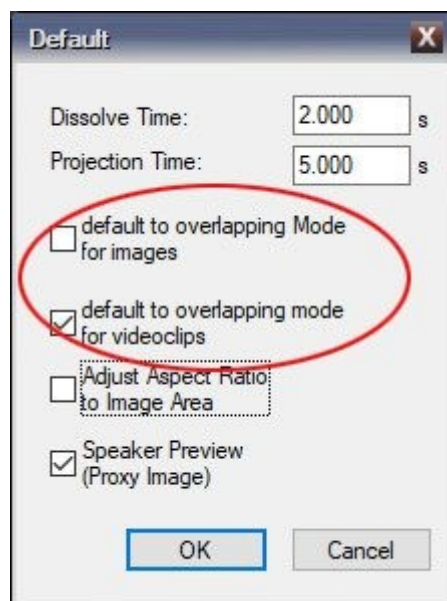 Default
X
Dissolve Time: 2.000 s
Projection Time: 5.000 s
default to overlapping Mode
for images
default to overlapping mode
for videoclips
Adjust Aspect Ratio
to Image Area
Speaker Preview
(Proxy Image)
OK Cancel